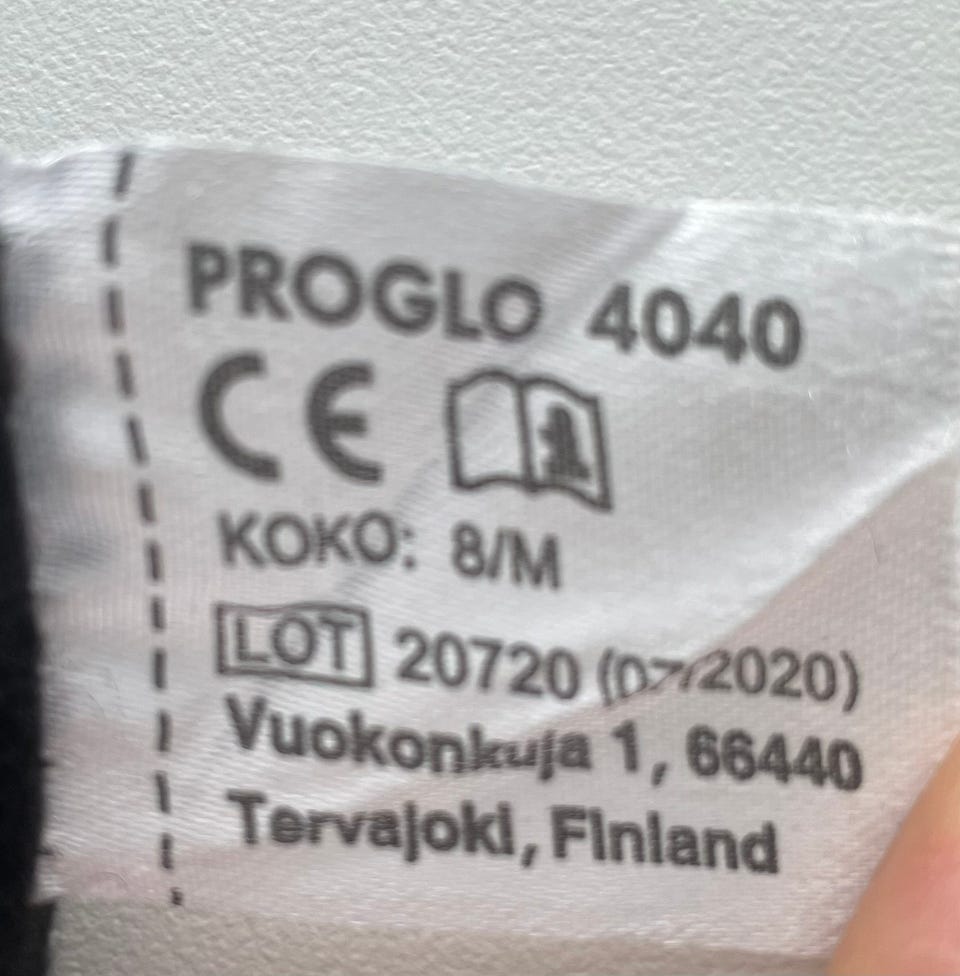 PROGLO 4040
CE
KOKO: 8/M
LOT 20720 (07/2020)
Vuokonkuja 1, 66440
Tervajoki, Finland